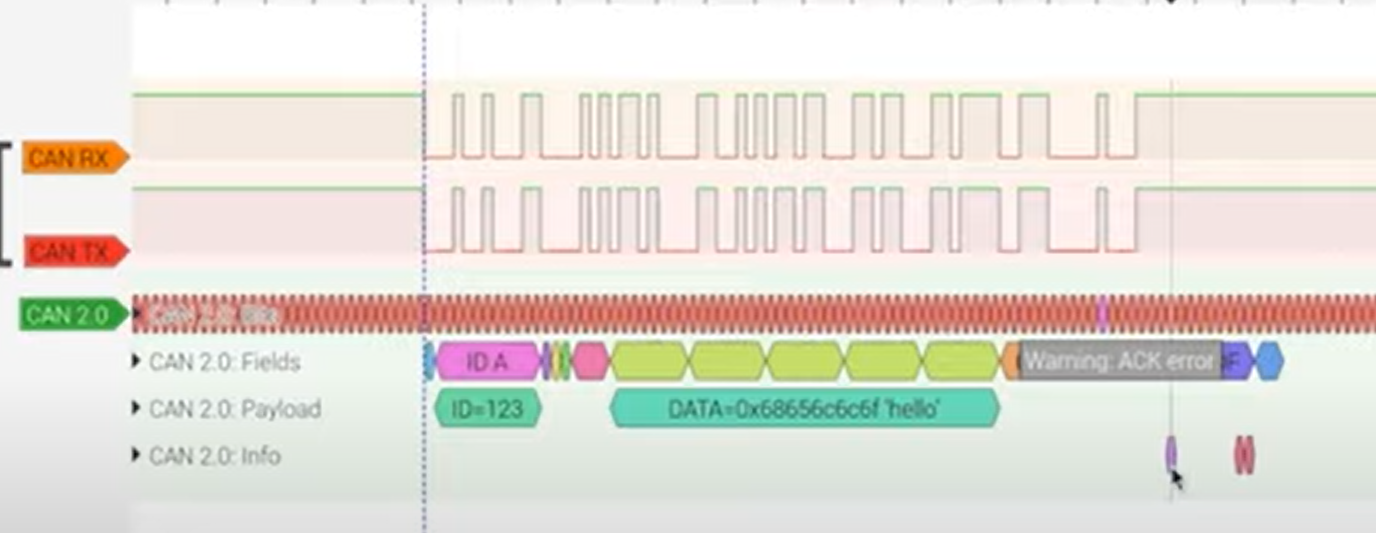 CAN RX
CAN TX
CAN 2.0
CAN 2.0: Bits
CAN 2.0: Fields
ID A
Warning: ACK error
CAN 2.0: Payload
ID=123
DATA=0x68656c6c6f 'hello'
CAN 2.0: Info